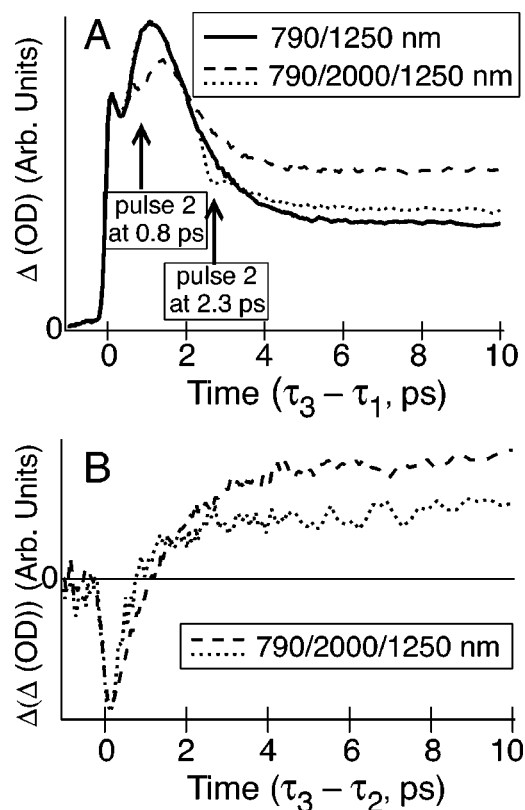 A
790/1250 nm
790/2000/1250 nm
Δ (OD) (Arb. Units)
pulse 2
at 0.8 ps
pulse 2
at 2.3 ps
0
0 2 4 6 8 10
Time (τ₃ – τ₁, ps)
B
Δ(Δ (OD)) (Arb. Units)
0
790/2000/1250 nm
0 2 4 6 8 10
Time (τ₃ – τ₂, ps)